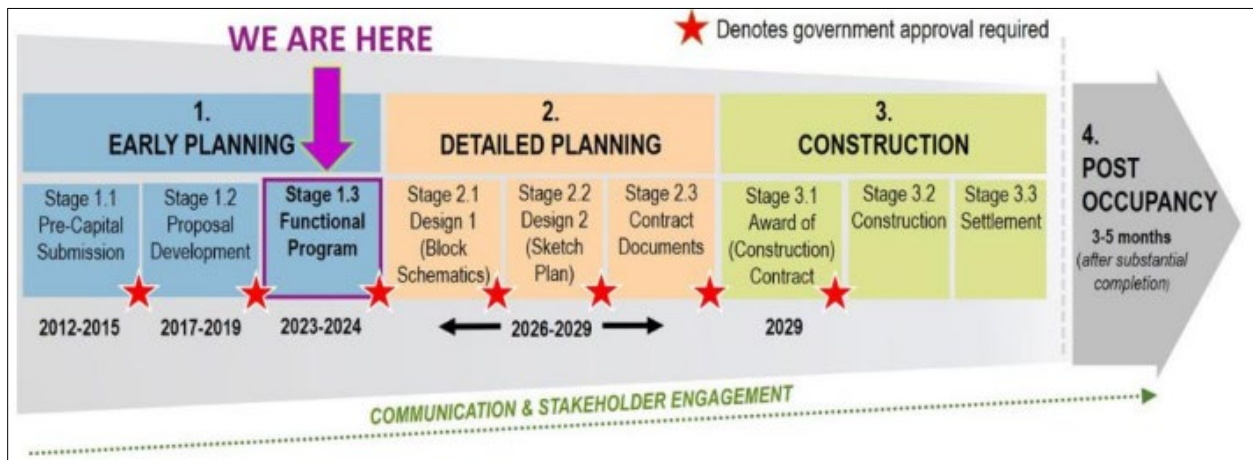 WE ARE HERE
Denotes government approval required
1.
EARLY PLANNING
2.
DETAILED PLANNING
3.
CONSTRUCTION
4.
POST
OCCUPANCY
3-5 months
(after substantial
completion)
Stage 1.1
Pre-Capital
Submission
Stage 1.2
Proposal
Development
Stage 1.3
Functional
Program
Stage 2.1
Design 1
(Block
Schematics)
Stage 2.2
Design 2
(Sketch
Plan)
Stage 2.3
Contract
Documents
Stage 3.1
Award of
(Construction)
Contract
Stage 3.2
Construction
Stage 3.3
Settlement
2012-2015
2017-2019
2023-2024
2026-2029
2029
COMMUNICATION & STAKEHOLDER ENGAGEMENT